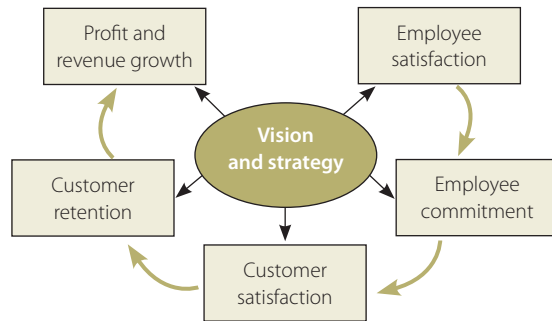 Profit and
revenue growth
Employee
satisfaction
Vision
and strategy
Customer
retention
Employee
commitment
Customer
satisfaction